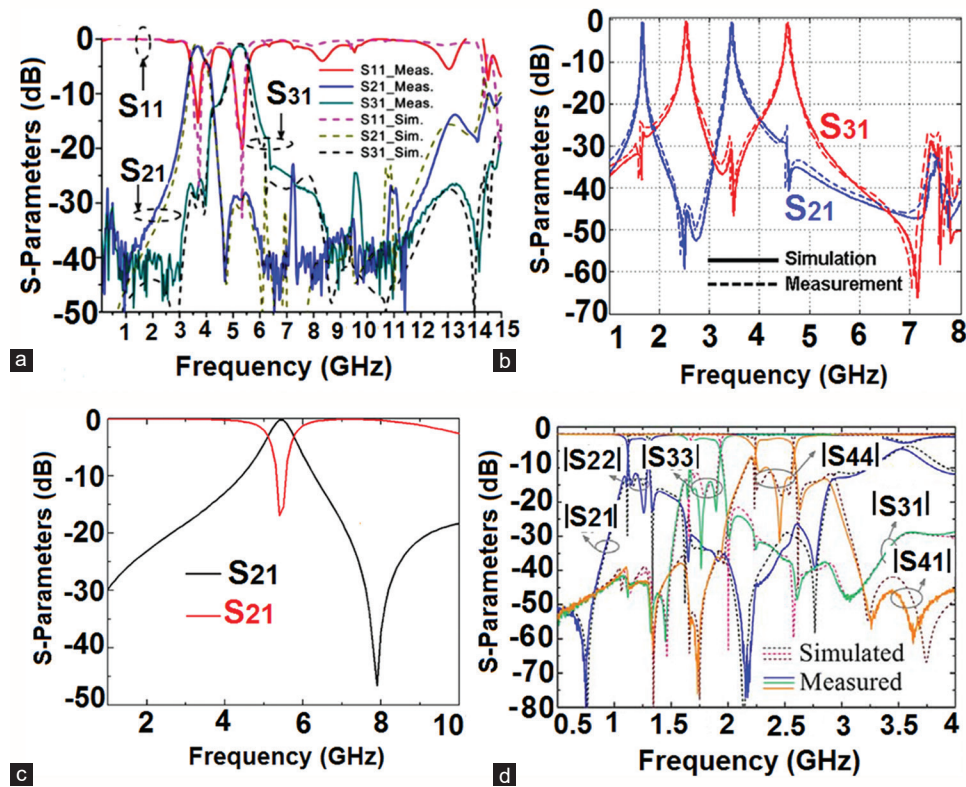 S-Parameters (dB)
0
-10
-20
-30
-40
-50
S11
S21
S31
S11_Meas.
S21_Meas.
S31_Meas.
S11_Sim.
S21_Sim.
S31_Sim.
1 2 3 4 5 6 7 8 9 10 11 12 13 14 15
Frequency (GHz)
a
S-Parameters (dB)
0
-10
-20
-30
-40
-50
-60
-70
S31
S21
Simulation
Measurement
1 2 3 4 5 6 7 8
Frequency (GHz)
b
S-Parameters (dB)
0
-10
-20
-30
-40
-50
S21
S21
2 4 6 8 10
Frequency (GHz)
c
S-Parameters (dB)
0
-10
-20
-30
-40
-50
-60
-70
-80
|S22| |S33| |S44|
|S21| |S31|
|S41|
Simulated
Measured
0.5 1 1.5 2 2.5 3 3.5 4
Frequency (GHz)
d